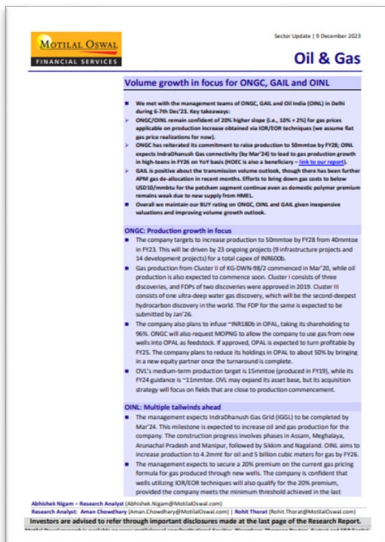 Sector Update | 9 December 2023
MOTILAL OSWAL
FINANCIAL SERVICES
Oil & Gas
Volume growth in focus for ONGC, GAIL and OINL
We met with the management teams of ONGC, GAIL and Oil India (OINL) in Delhi
during 6-7th Dec'23. Key takeaways:
ONGC/OINL remain confident of 20% higher slope (i.e., 10% + 2%) for gas prices
applicable on production increase obtained via IOR/EOR techniques (we assume flat
gas price realizations for now).
ONGC has reiterated its commitment to raise production to 50mmtoe by FY28; OINL
expects IndraDhanush Gas connectivity (by Mar'24) to lead to gas production growth
in high-teens in FY26 on YoY basis (HOEC is also a beneficiary – link to our report).
GAIL is positive about the transmission volume outlook, though there has been further
APM gas de-allocation in recent months. Efforts to bring down gas costs to below
USD10/mmbtu for the petchem segment continue even as domestic polymer premium
remains weak due to new supply from HMEL.
Overall we maintain our BUY rating on ONGC, OINL and GAIL given inexpensive
valuations and improving volume growth outlook.
ONGC: Production growth in focus
The company targets to increase production to 50mmtoe by FY28 from 40mmtoe
in FY23. This will be driven by 23 ongoing projects (9 infrastructure projects and
14 development projects) for a total capex of INR600b.
Gas production from Cluster II of KG-DWN-98/2 commenced in Mar'20, while oil
production is also expected to commence soon. Cluster I consists of three
discoveries, and FDPs of two discoveries were approved in 2019. Cluster III
consists of one ultra-deep water gas discovery, which will be the second-deepest
hydrocarbon discovery in the world. The FDP for the same is expected to be
submitted by Jan'26.
The company also plans to infuse ~INR180b in OPAL, taking its shareholding to
96%. ONGC will also request MOPNG to allow the company to use gas from new
wells into OPAL as feedstock. If approved, OPAL is expected to turn profitable by
FY25. The company plans to reduce its holdings in OPAL to about 50% by bringing
in a new equity partner once the turnaround is complete.
OVL's medium-term production target is 15mmtoe (produced in FY19), while its
FY24 guidance is ~11mmtoe. OVL may expand its asset base, but its acquisition
strategy will focus on fields that are close to production commencement.
OINL: Multiple tailwinds ahead
The management expects IndraDhanush Gas Grid (IGGL) to be completed by
Mar'24. This milestone is expected to increase oil and gas production for the
company. The construction progress involves phases in Assam, Meghalaya,
Arunachal Pradesh and Manipur, followed by Sikkim and Nagaland. OINL aims to
increase production to 4.2mmt for oil and 5 billion cubic meters for gas by FY26.
The management expects to secure a 20% premium on the current gas pricing
formula for gas produced through new wells. The company is confident that
wells utilizing IOR/EOR techniques will also qualify for the 20% premium,
provided the company meets the minimum threshold achieved in the last
Abhishek Nigam – Research Analyst (Abhishek.Nigam@MotilalOswal.com)
Research Analyst: Aman Chowdhary (Aman.Chowdhary@MotilalOswal.com) | Rohit Thorat (Rohit.Thorat@MotilalOswal.com)
Investors are advised to refer through important disclosures made at the last page of the Research Report.